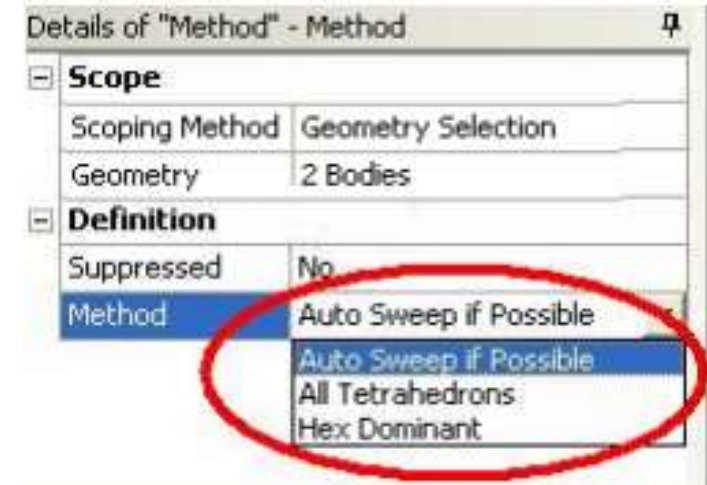 Details of "Method" - Method
Scope
Scoping Method Geometry Selection
Geometry 2 Bodies
Definition
Suppressed No
Method Auto Sweep if Possible
Auto Sweep if Possible
All Tetrahedrons
Hex Dominant